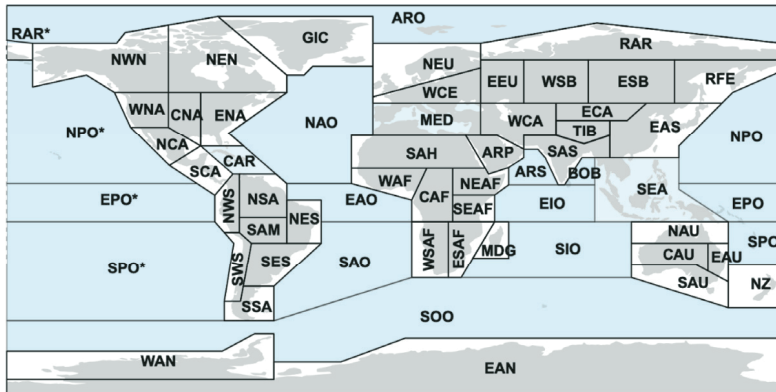 ARO
RAR*
GIC
RAR
NWN
NEN
NEU
EEU
WSB
ESB
RFE
WCE
WNA
CNA
ENA
NAO
MED
WCA
ECA
TIB
EAS
NPO*
NPO
NCA
SAH
ARP
SAS
CAR
SCA
ARS
BOB
WAF
NEAF
SEA
EPO*
NWS
NSA
NES
EAO
CAF
SEAF
EIO
EPO
SAM
NAU
SPO
SPO*
SWS
SES
SAO
WSAF
ESAF
MDG
SIO
CAU
EAU
SAU
NZ
SSA
SOO
WAN
EAN